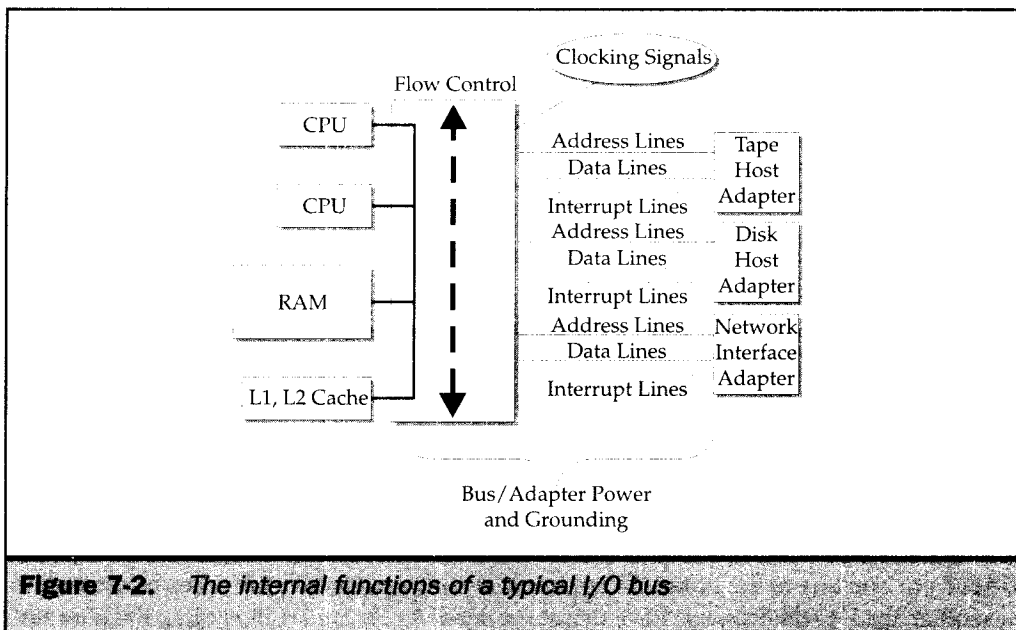 Clocking Signals
Flow Control
CPU
CPU
RAM
L1, L2 Cache
Address Lines
Data Lines
Interrupt Lines
Address Lines
Data Lines
Interrupt Lines
Address Lines
Data Lines
Interrupt Lines
Tape
Host
Adapter
Disk
Host
Adapter
Network
Interface
Adapter
Bus/Adapter Power
and Grounding
Figure 7-2. The internal functions of a typical I/O bus